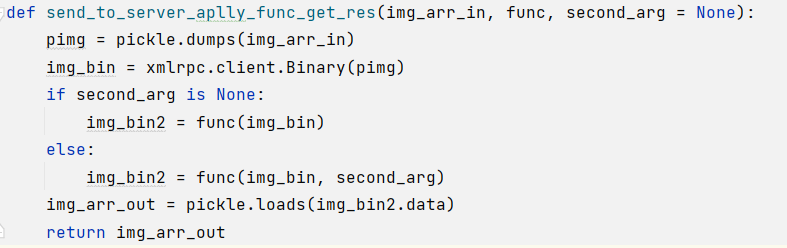 def send_to_server_aplly_func_get_res(img_arr_in, func, second_arg = None):
    pimg = pickle.dumps(img_arr_in)
    img_bin = xmlrpc.client.Binary(pimg)
    if second_arg is None:
        img_bin2 = func(img_bin)
    else:
        img_bin2 = func(img_bin, second_arg)
    img_arr_out = pickle.loads(img_bin2.data)
    return img_arr_out